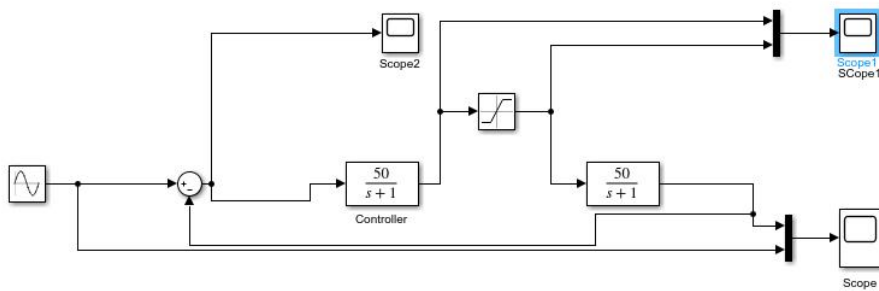 Scope2
Scope1
SCope1
+
−
50
s + 1
Controller
50
s + 1
Scope